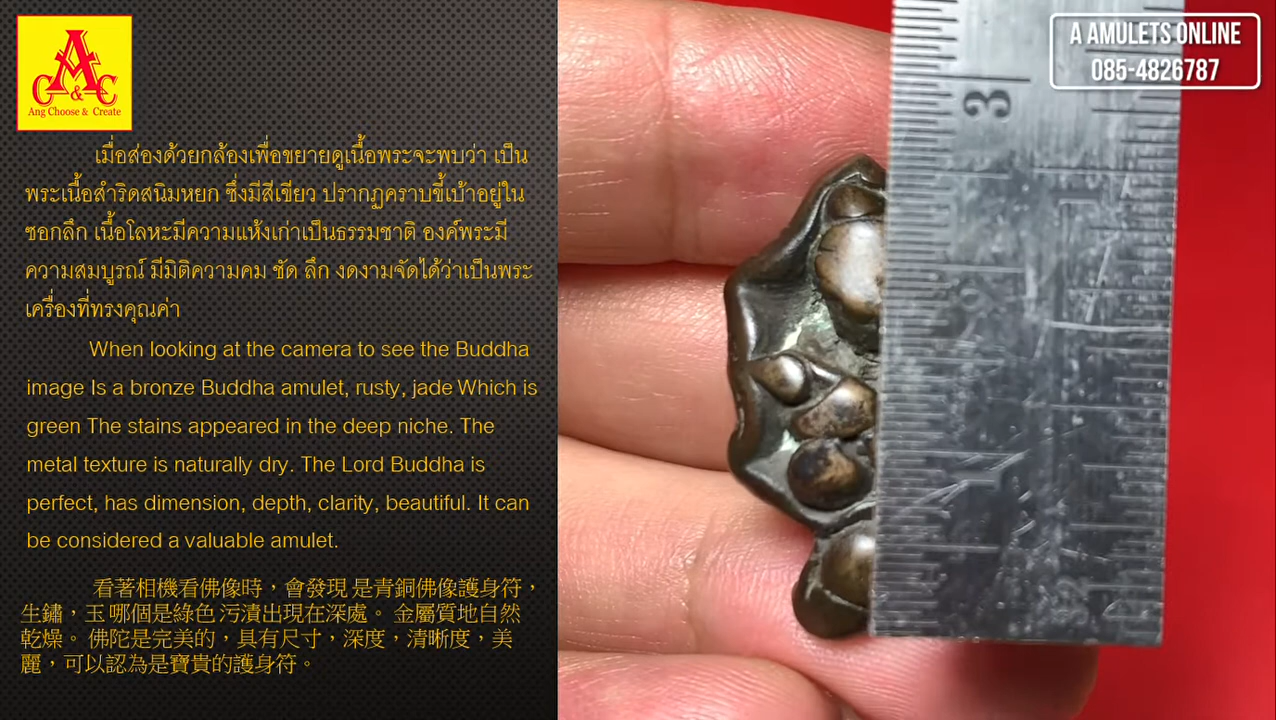 A
C & C
Ang Choose & Create
A AMULETS ONLINE
085-4826787
เมื่อส่องด้วยกล้องเพื่อขยายดูเนื้อพระจะพบว่า เป็น
พระเนื้อสำริดสนิมหยก ซึ่งมีสีเขียว ปรากฏคราบขี้เบ้าอยู่ใน
ซอกลึก เนื้อโลหะมีความแห้งเก่าเป็นธรรมชาติ องค์พระมี
ความสมบูรณ์ มีมิติความคม ชัด ลึก งดงามจัดได้ว่าเป็นพระ
เครื่องที่ทรงคุณค่า
When looking at the camera to see the Buddha
image Is a bronze Buddha amulet, rusty, jade Which is
green The stains appeared in the deep niche. The
metal texture is naturally dry. The Lord Buddha is
perfect, has dimension, depth, clarity, beautiful. It can
be considered a valuable amulet.
看著相機看佛像時，會發現 是青銅佛像護身符，
生鏽，玉 哪個是綠色 污漬出現在深處。 金屬質地自然
乾燥。 佛陀是完美的，具有尺寸，深度，清晰度，美
麗，可以認為是寶貴的護身符。
3